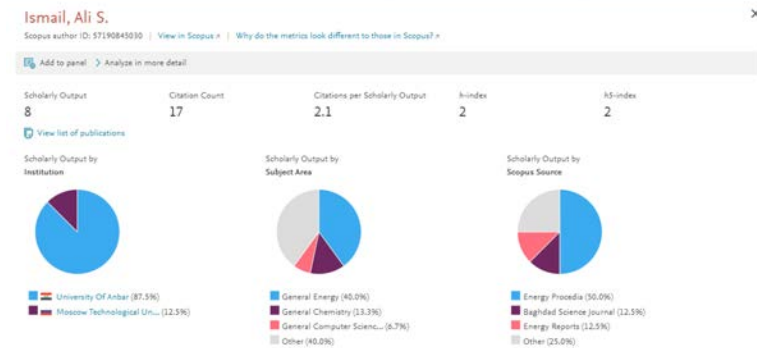 Ismail, Ali S.
Scopus author ID: 57190845030 | View in Scopus | Why do the metrics look different to those in Scopus?
Add to panel > Analyze in more detail
Scholarly Output Citation Count Citations per Scholarly Output h-index h5-index
8 17 2.1 2 2
View list of publications
Scholarly Output by Scholarly Output by Scholarly Output by
Institution Subject Area Scopus Source
University Of Anbar (87.5%) General Energy (40.0%) Energy Procedia (50.0%)
Moscow Technological Un... (12.5%) General Chemistry (13.3%) Baghdad Science Journal (12.5%)
General Computer Scienc... (6.7%) Energy Reports (12.5%)
Other (40.0%) Other (25.0%)